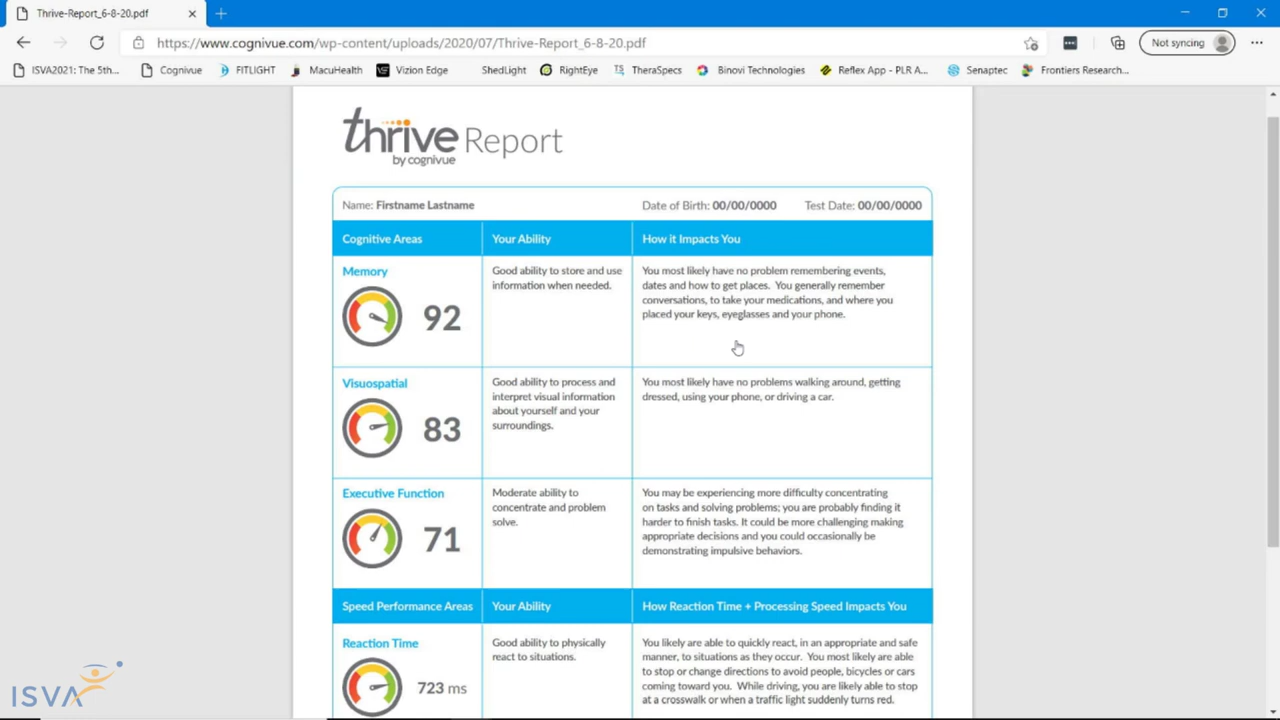 Thrive-Report_6-8-20.pdf
https://www.cognivue.com/wp-content/uploads/2020/07/Thrive-Report_6-8-20.pdf
Not syncing
ISVA2021: The 5th... Cognivue FITLIGHT MacuHealth Vizion Edge ShedLight RightEye TS TheraSpecs Binovi Technologies Reflex App - PLR A... Senaptec Frontiers Research...
thrive Report
by cognivue
Name: Firstname Lastname Date of Birth: 00/00/0000 Test Date: 00/00/0000
Cognitive Areas Your Ability How it Impacts You
Memory
92
Good ability to store and use
information when needed.
You most likely have no problem remembering events,
dates and how to get places. You generally remember
conversations, to take your medications, and where you
placed your keys, eyeglasses and your phone.
Visuospatial
83
Good ability to process and
interpret visual information
about yourself and your
surroundings.
You most likely have no problems walking around, getting
dressed, using your phone, or driving a car.
Executive Function
71
Moderate ability to
concentrate and problem
solve.
You may be experiencing more difficulty concentrating
on tasks and solving problems; you are probably finding it
harder to finish tasks. It could be more challenging making
appropriate decisions and you could occasionally be
demonstrating impulsive behaviors.
Speed Performance Areas Your Ability How Reaction Time + Processing Speed Impacts You
Reaction Time
723 ms
Good ability to physically
react to situations.
You likely are able to quickly react, in an appropriate and safe
manner, to situations as they occur. You most likely are able
to stop or change directions to avoid people, bicycles or cars
coming toward you. While driving, you are likely able to stop
at a crosswalk or when a traffic light suddenly turns red.
ISVA